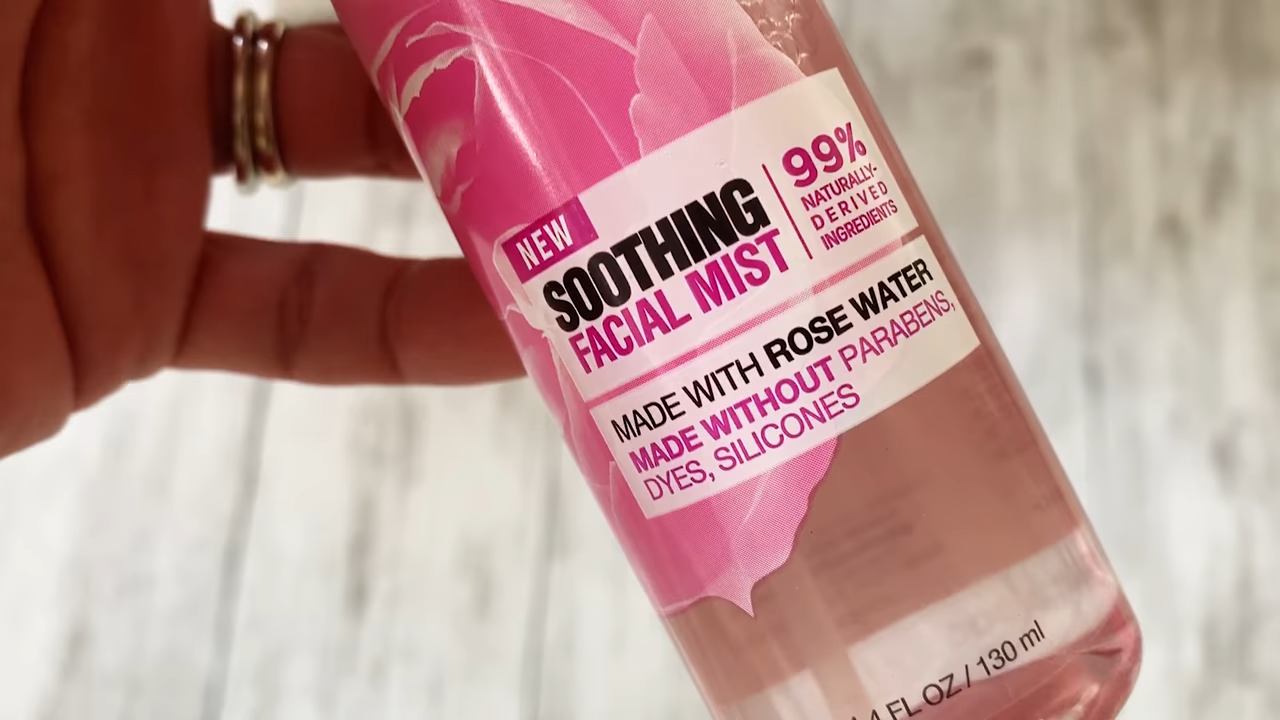 NEW
SOOTHING
FACIAL MIST
99%
NATURALLY-
DERIVED
INGREDIENTS
MADE WITH ROSE WATER
MADE WITHOUT PARABENS,
DYES, SILICONES
FL OZ / 130 ml